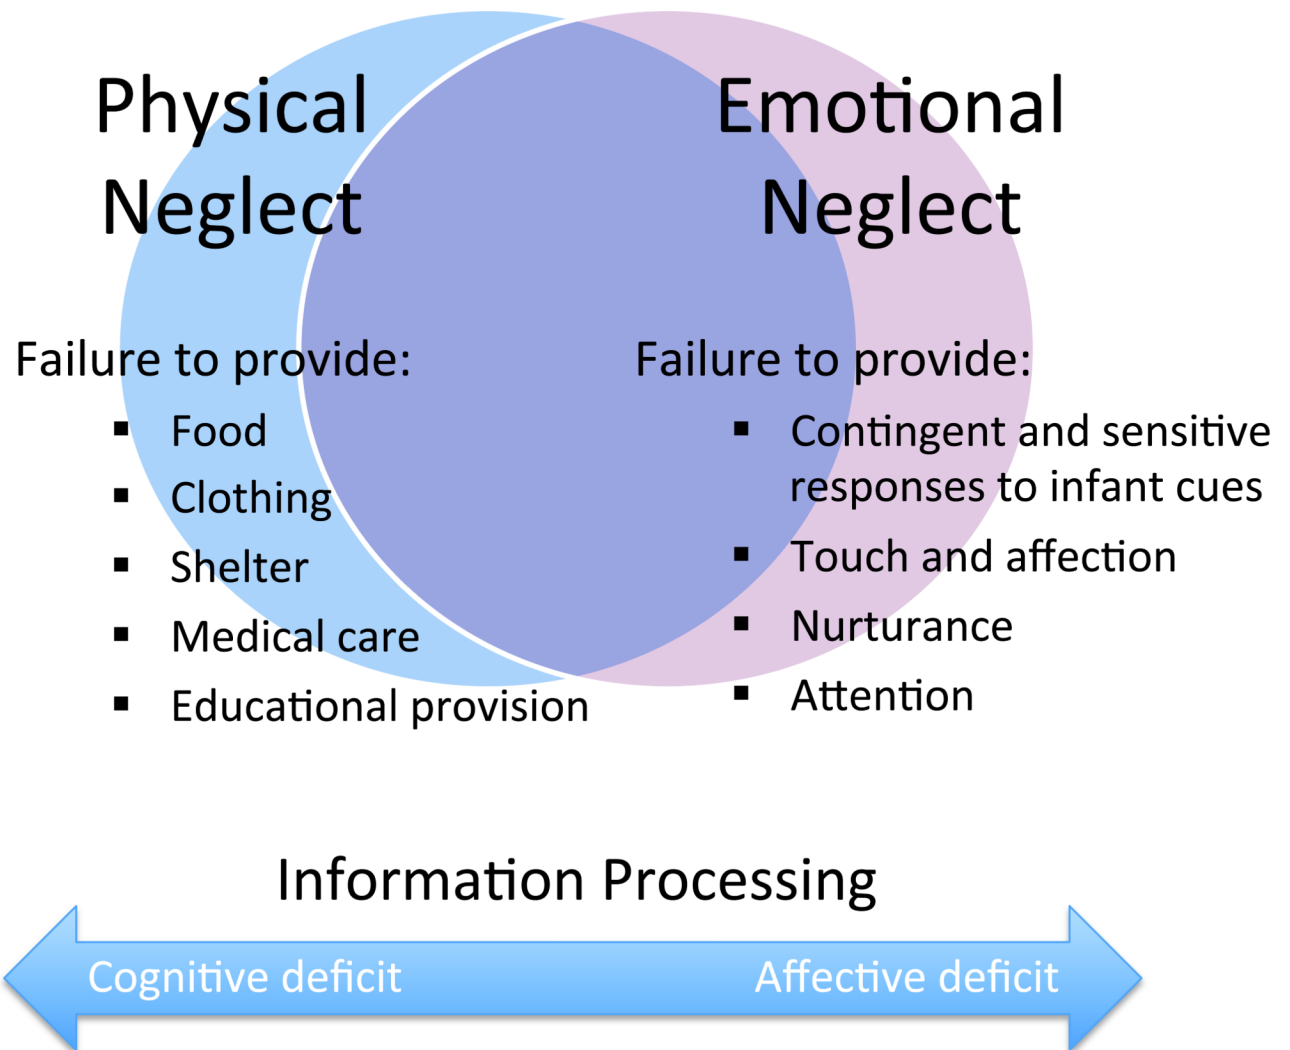 Physical
Neglect
Failure to provide:
▪ Food
▪ Clothing
▪ Shelter
▪ Medical care
▪ Educational provision
Emotional
Neglect
Failure to provide:
▪ Contingent and sensitive
responses to infant cues
▪ Touch and affection
▪ Nurturance
▪ Attention
Information Processing
Cognitive deficit
Affective deficit